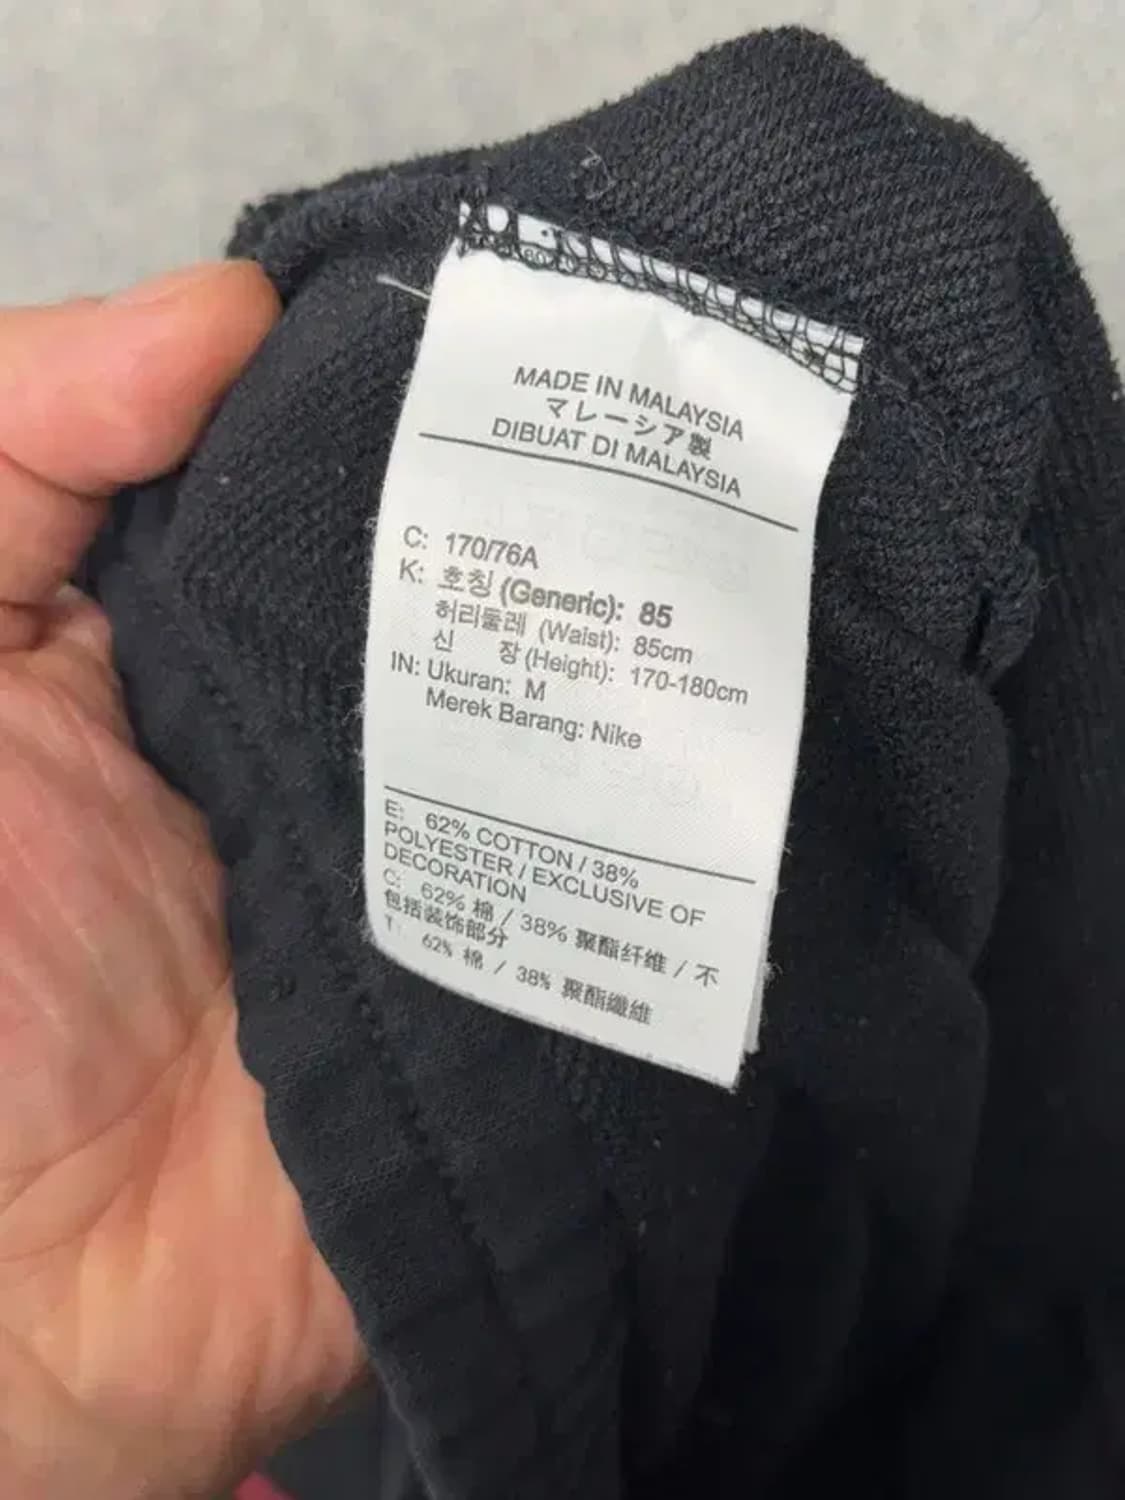 MADE IN MALAYSIA
マレーシア製
DIBUAT DI MALAYSIA
C: 170/76A
K: 호칭 (Generic): 85
허리둘레 (Waist): 85cm
신 장 (Height): 170-180cm
IN: Ukuran: M
Merek Barang: Nike
E: 62% COTTON / 38%
POLYESTER / EXCLUSIVE OF
DECORATION
C: 62% 棉 / 38% 聚酯纤维 / 不
包括装饰部分
T: 62% 棉 / 38% 聚酯纖維